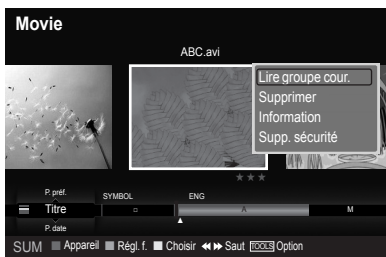 Movie
ABC.avi
Lire groupe cour.
Supprimer
Information
Supp. sécurité
P. préf.
SYMBOL
ENG
Titre
A
M
P. date
SUM Appareil Régl. f. Choisir Saut TOOLS Option